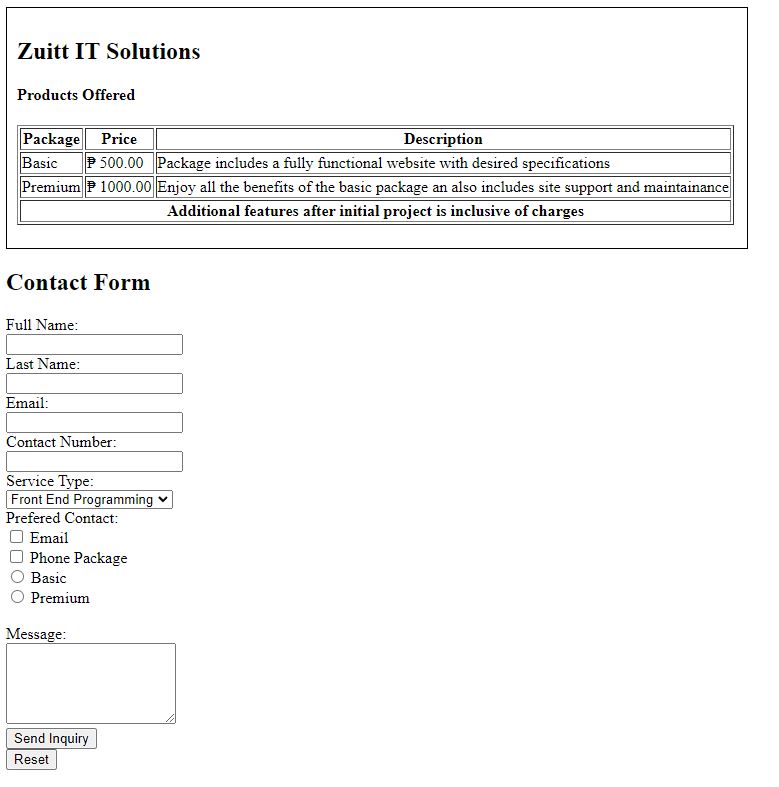 Zuitt IT Solutions
Products Offered
Package Price Description
Basic ₱ 500.00 Package includes a fully functional website with desired specifications
Premium ₱ 1000.00 Enjoy all the benefits of the basic package an also includes site support and maintainance
Additional features after initial project is inclusive of charges
Contact Form
Full Name:
Last Name:
Email:
Contact Number:
Service Type:
Front End Programming
Prefered Contact:
Email
Phone Package
Basic
Premium
Message:
Send Inquiry
Reset